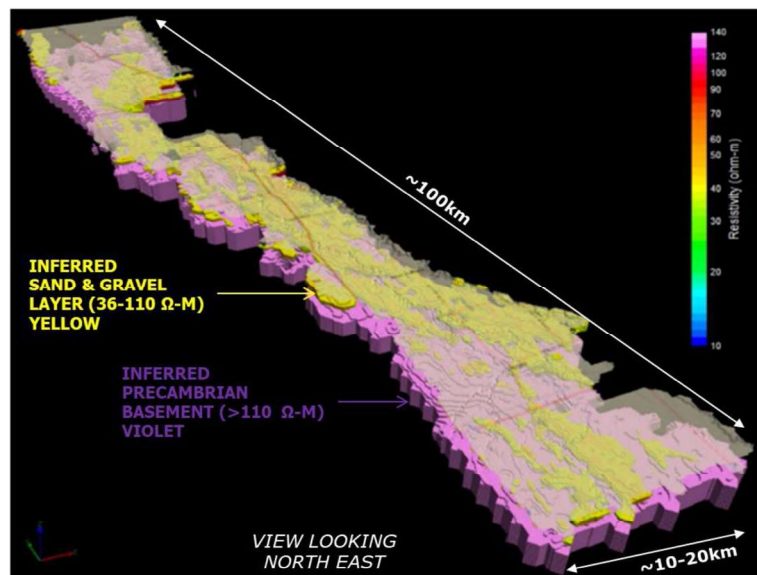 ~100km
140
120
100
90
70
60
50
40
30
20
10
Resistivity (ohm-n)
INFERRED
SAND & GRAVEL
LAYER (36-110 Ω-M)
YELLOW
INFERRED
PRECAMBRIAN
BASEMENT (>110 Ω-M)
VIOLET
VIEW LOOKING
NORTH EAST
~10-20km